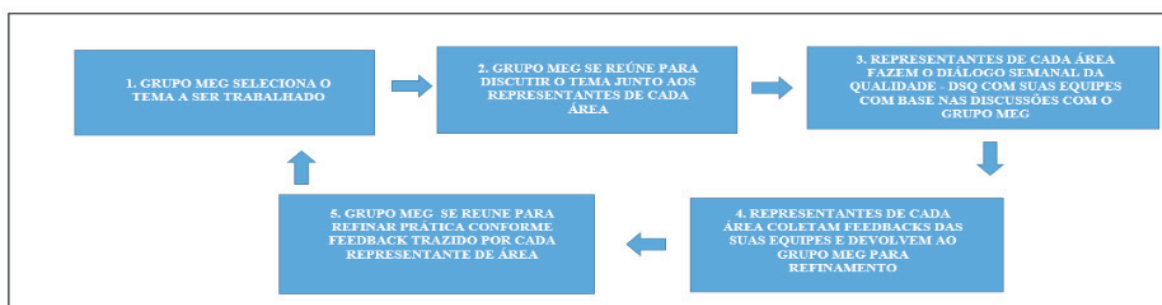 1. GRUPO MEG SELECIONA O
TEMA A SER TRABALHADO
2. GRUPO MEG SE REÚNE PARA
DISCUTIR O TEMA JUNTO AOS
REPRESENTANTES DE CADA
ÁREA
3. REPRESENTANTES DE CADA ÁREA
FAZEM O DIÁLOGO SEMANAL DA
QUALIDADE - DSQ COM SUAS EQUIPES
COM BASE NAS DISCUSSÕES COM O
GRUPO MEG
4. REPRESENTANTES DE CADA
ÁREA COLETAM FEEDBACKS DAS
SUAS EQUIPES E DEVOLVEM AO
GRUPO MEG PARA
REFINAMENTO
5. GRUPO MEG SE REUNE PARA
REFINAR PRÁTICA CONFORME
FEEDBACK TRAZIDO POR CADA
REPRESENTANTE DE ÁREA